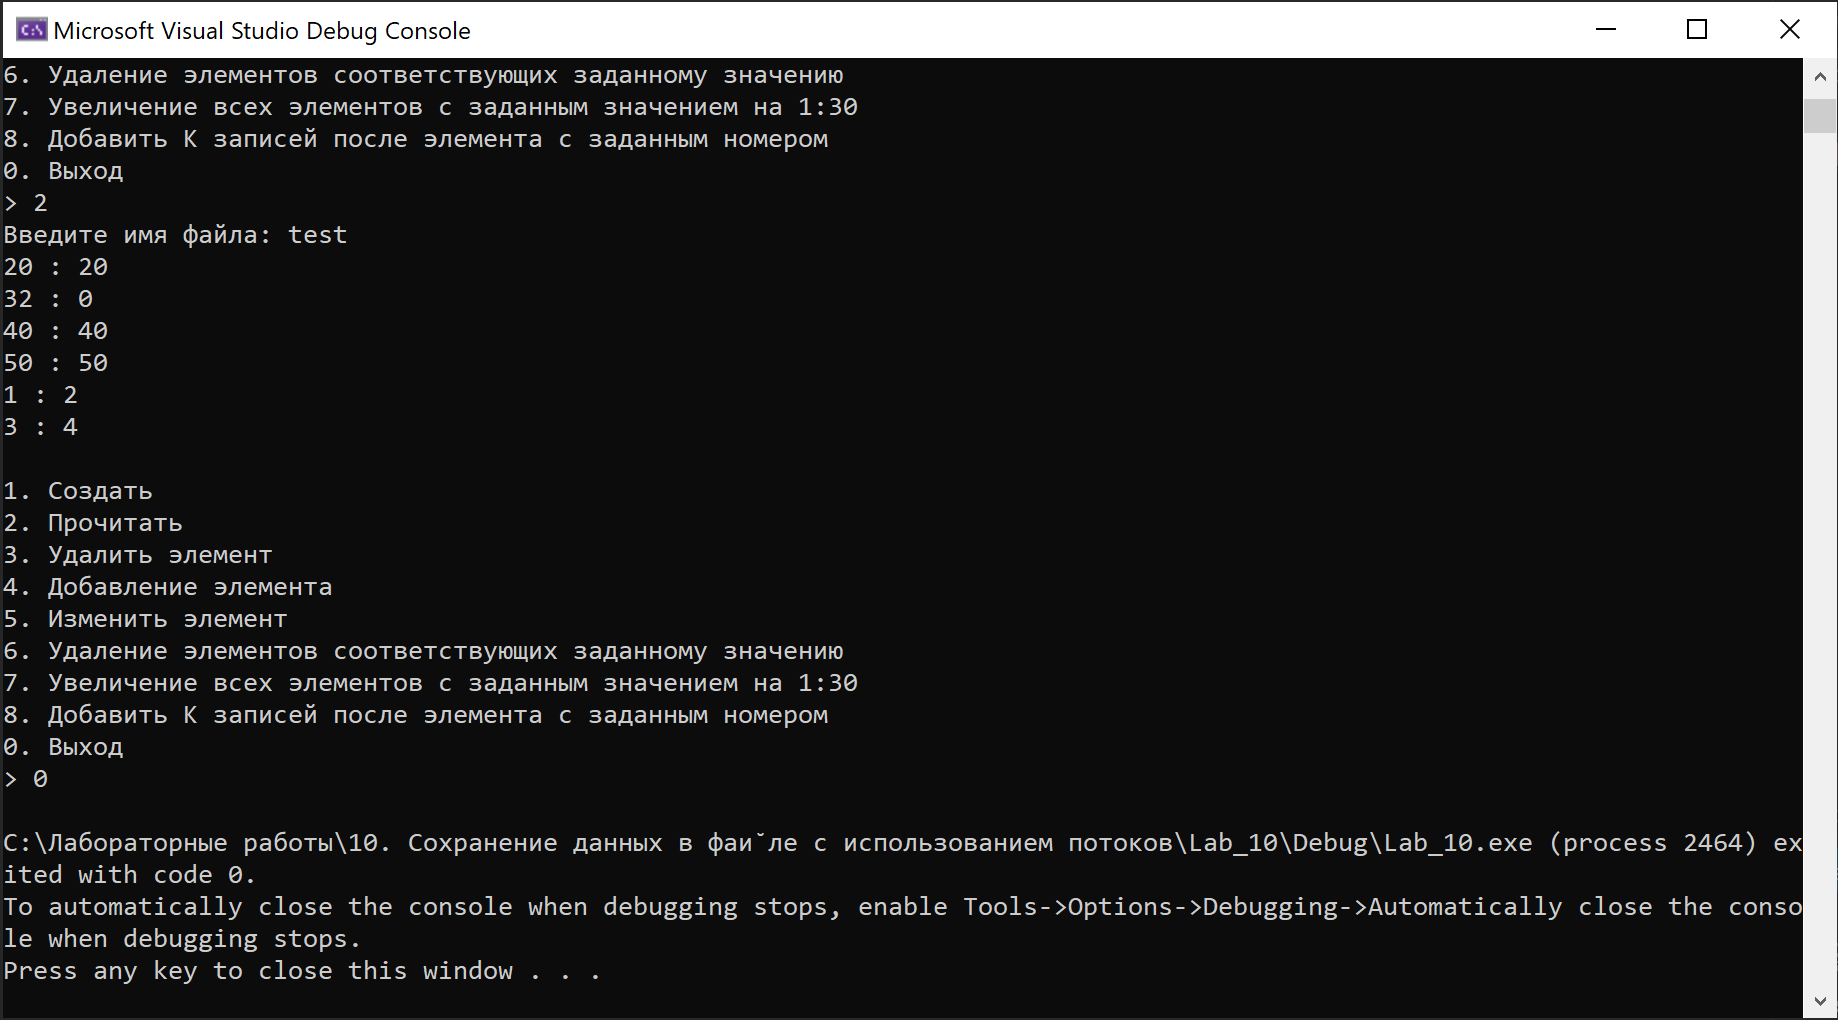 Microsoft Visual Studio Debug Console
6. Удаление элементов соответствующих заданному значению
7. Увеличение всех элементов с заданным значением на 1:30
8. Добавить К записей после элемента с заданным номером
0. Выход
> 2
Введите имя файла: test
20 : 20
32 : 0
40 : 40
50 : 50
1 : 2
3 : 4
1. Создать
2. Прочитать
3. Удалить элемент
4. Добавление элемента
5. Изменить элемент
6. Удаление элементов соответствующих заданному значению
7. Увеличение всех элементов с заданным значением на 1:30
8. Добавить К записей после элемента с заданным номером
0. Выход
> 0
C:\Лабораторные работы\10. Сохранение данных в фаи˘ле с использованием потоков\Lab_10\Debug\Lab_10.exe (process 2464) ex
ited with code 0.
To automatically close the console when debugging stops, enable Tools->Options->Debugging->Automatically close the conso
le when debugging stops.
Press any key to close this window . . .